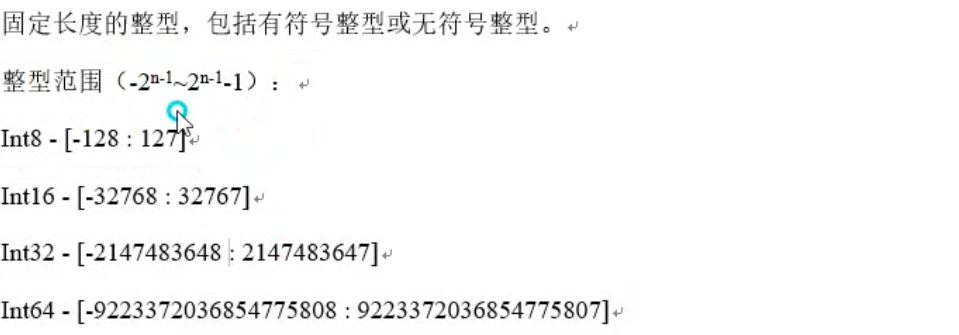 固定长度的整型，包括有符号整型或无符号整型。
整型范围（-2n-1~2n-1-1）：
Int8 - [-128 : 127]
Int16 - [-32768 : 32767]
Int32 - [-2147483648 : 2147483647]
Int64 - [-9223372036854775808 : 9223372036854775807]